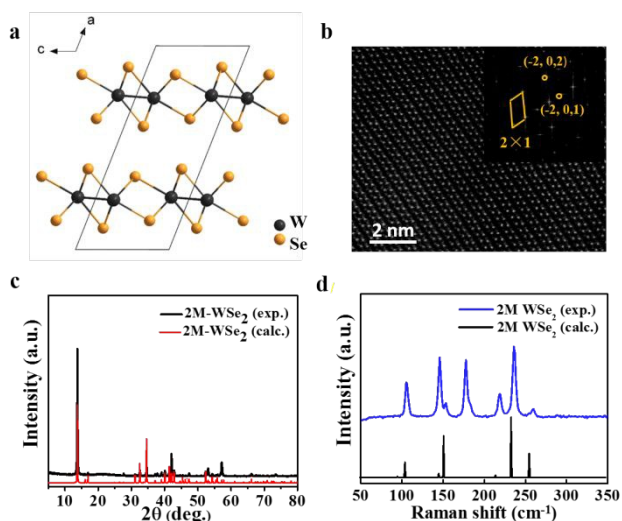 a
a
c
W
Se
b
(-2, 0,2)
(-2, 0,1)
2×1
2 nm
c
2M-WSe2 (exp.)
2M-WSe2 (calc.)
Intensity (a.u.)
10 20 30 40 50 60 70 80
2θ (deg.)
d
2M WSe2 (exp.)
2M WSe2 (calc.)
Intensity (a.u.)
50 100 150 200 250 300 350
Raman shift (cm-1)